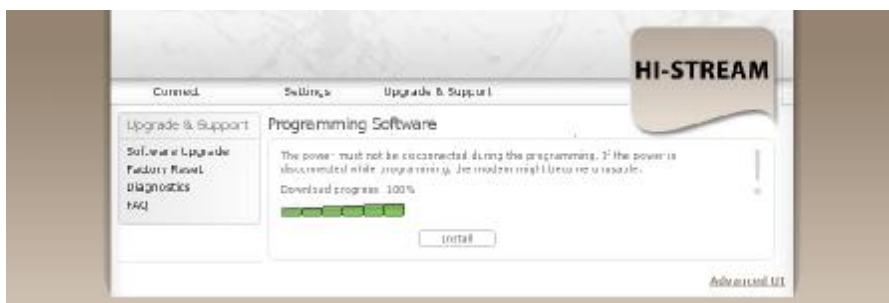 HI-STREAM
Connect Settings Upgrade & Support
Upgrade & Support
Software Upgrade
Factory Reset
Diagnostics
FAQ
Programming Software
The power must not be disconnected during the programming. If the power is
disconnected while programming, the modem might become unusable.
Download progress 100%
Install
Advanced UI